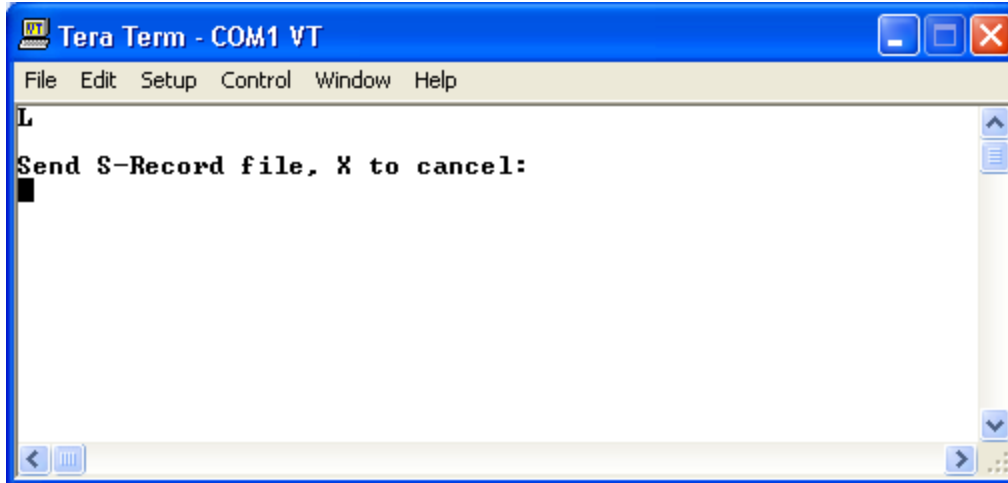 Tera Term - COM1 VT
File Edit Setup Control Window Help
L
Send S-Record file, X to cancel: